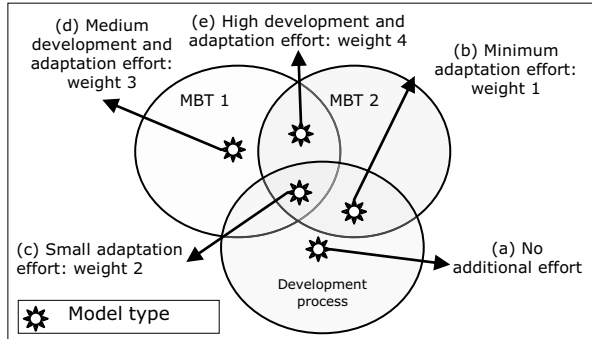 (d) Medium
development and
adaptation effort:
weight 3
(e) High development and
adaptation effort: weight 4
(b) Minimum
adaptation effort:
weight 1
MBT 1
MBT 2
(c) Small adaptation
effort: weight 2
(a) No
additional effort
Development
process
Model type